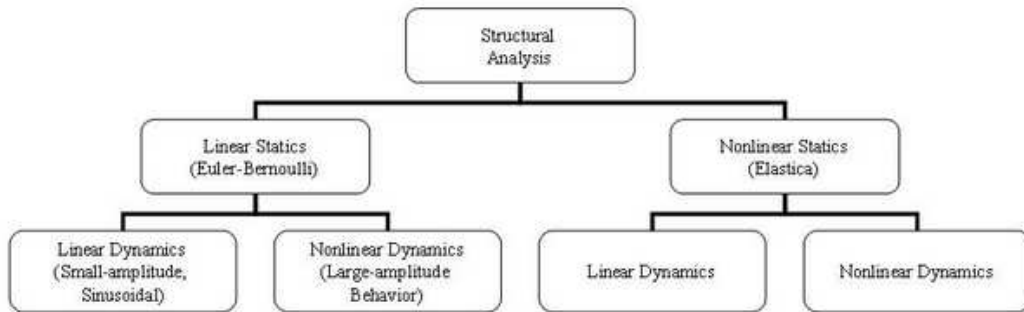 Structural
Analysis
Linear Statics
(Euler-Bernoulli)
Nonlinear Statics
(Elastica)
Linear Dynamics
(Small-amplitude,
Sinusoidal)
Nonlinear Dynamics
(Large-amplitude
Behavior)
Linear Dynamics
Nonlinear Dynamics